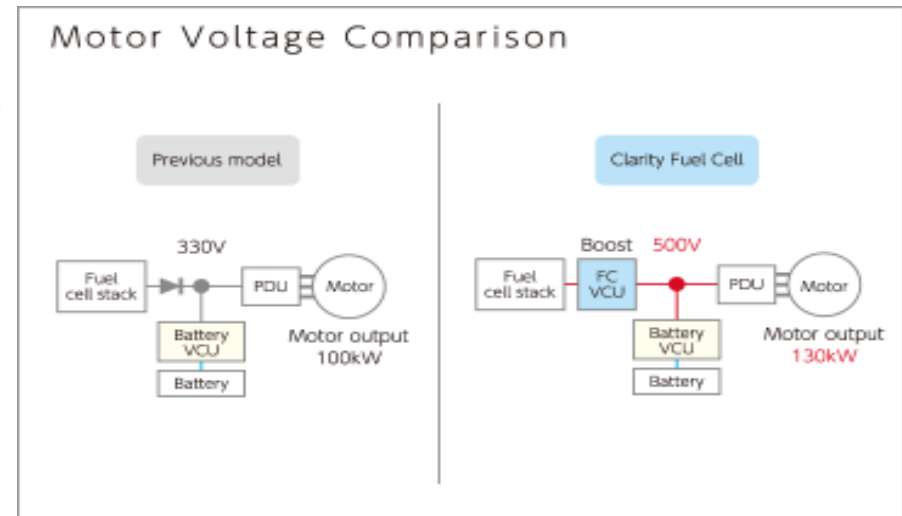 Motor Voltage Comparison
Previous model
330V
Fuel
cell stack
PDU
Motor
Battery
VCU
Motor output
100kW
Battery
Clarity Fuel Cell
Boost
500V
Fuel
cell stack
FC
VCU
PDU
Motor
Battery
VCU
Motor output
130kW
Battery